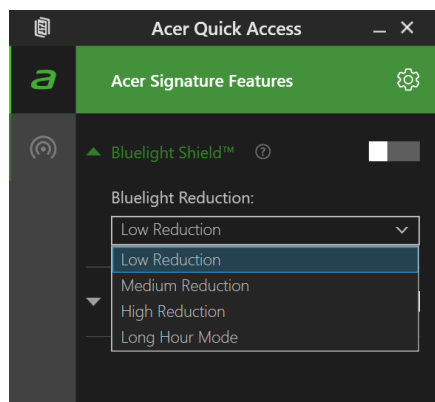 Acer Quick Access
a
Acer Signature Features
Bluelight Shield™ ?
Bluelight Reduction:
Low Reduction
Low Reduction
Medium Reduction
High Reduction
Long Hour Mode